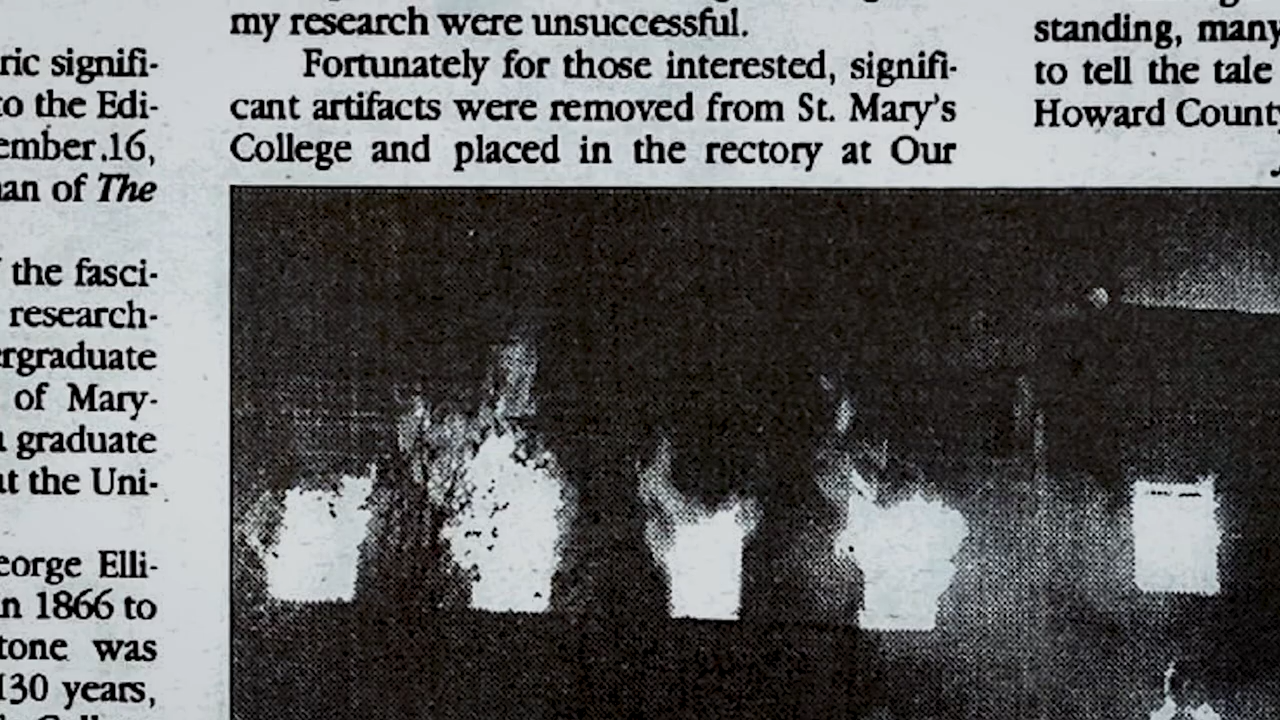 ric signifi-
to the Edi-
ember.16,
an of The
the fasci-
research-
ergraduate
of Mary-
graduate
at the Uni-
eorge Elli-
in 1866 to
tone was
130 years,
my research were unsuccessful.
Fortunately for those interested, signifi-
cant artifacts were removed from St. Mary's
College and placed in the rectory at Our
standing, many
to tell the tale
Howard County